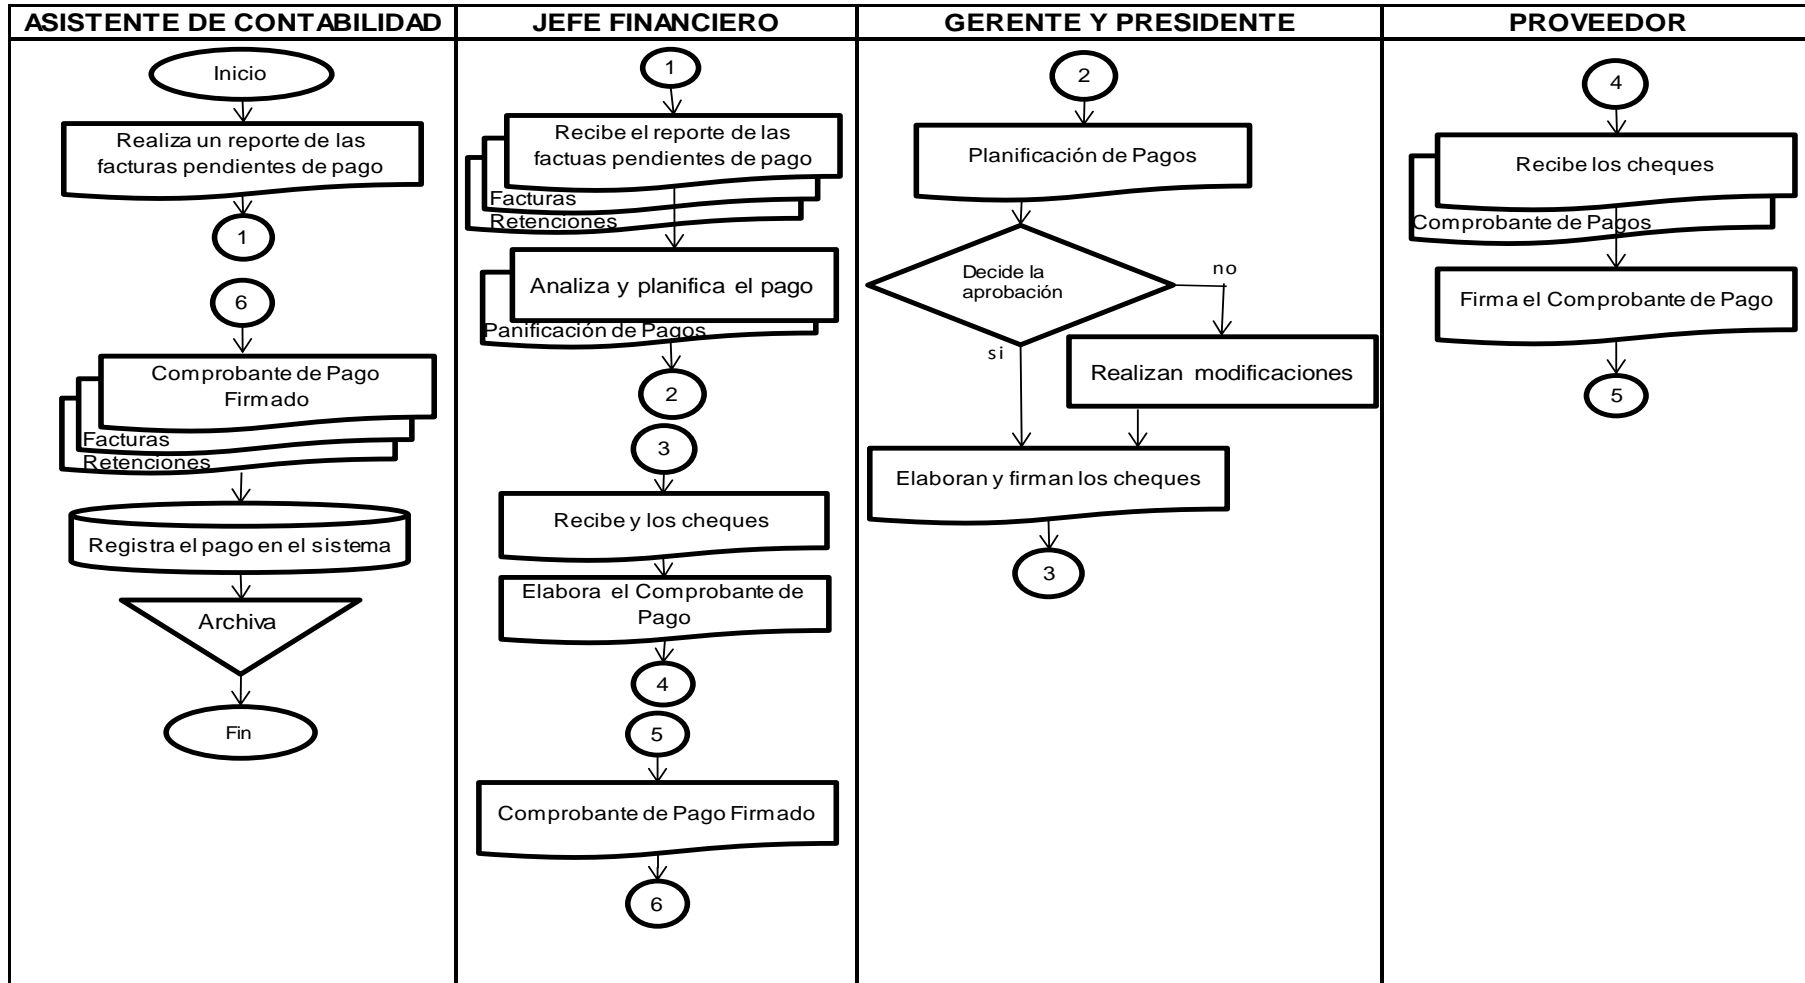 ASISTENTE DE CONTABILIDAD
Inicio
Realiza un reporte de las
facturas pendientes de pago
1
6
Comprobante de Pago
Firmado
Facturas
Retenciones
Registra el pago en el sistema
Archiva
Fin
JEFE FINANCIERO
1
Recibe el reporte de las
factuas pendientes de pago
Facturas
Retenciones
Analiza y planifica el pago
Panificación de Pagos
2
3
Recibe y los cheques
Elabora el Comprobante de
Pago
4
5
Comprobante de Pago Firmado
6
GERENTE Y PRESIDENTE
2
Planificación de Pagos
Decide la
aprobación
no
si
Realizan modificaciones
Elaboran y firman los cheques
3
PROVEEDOR
4
Recibe los cheques
Comprobante de Pagos
Firma el Comprobante de Pago
5